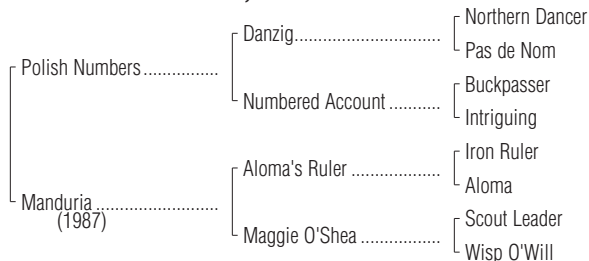 Northern Dancer
Danzig..................................
Pas de Nom
Polish Numbers.................
Buckpasser
Numbered Account ............
Intriguing
Iron Ruler
Aloma's Ruler .....................
Aloma
Manduria ............................
(1987)
Scout Leader
Maggie O'Shea ...................
Wisp O'Will